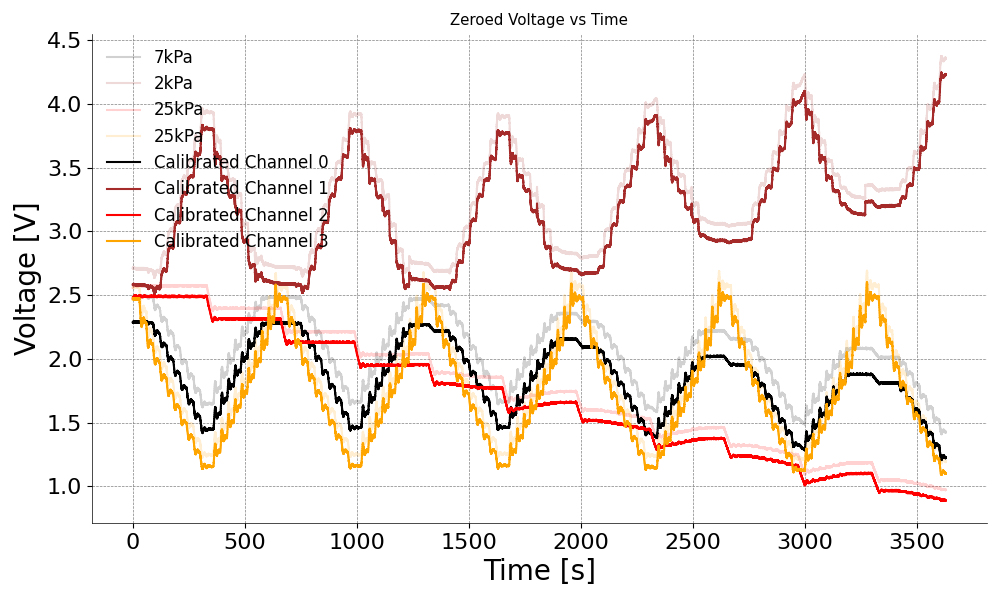 Zeroed Voltage vs Time
4.5
4.0
3.5
3.0
2.5
2.0
1.5
1.0
Voltage [V]
7kPa
2kPa
25kPa
25kPa
Calibrated Channel 0
Calibrated Channel 1
Calibrated Channel 2
Calibrated Channel 3
0 500 1000 1500 2000 2500 3000 3500
Time [s]